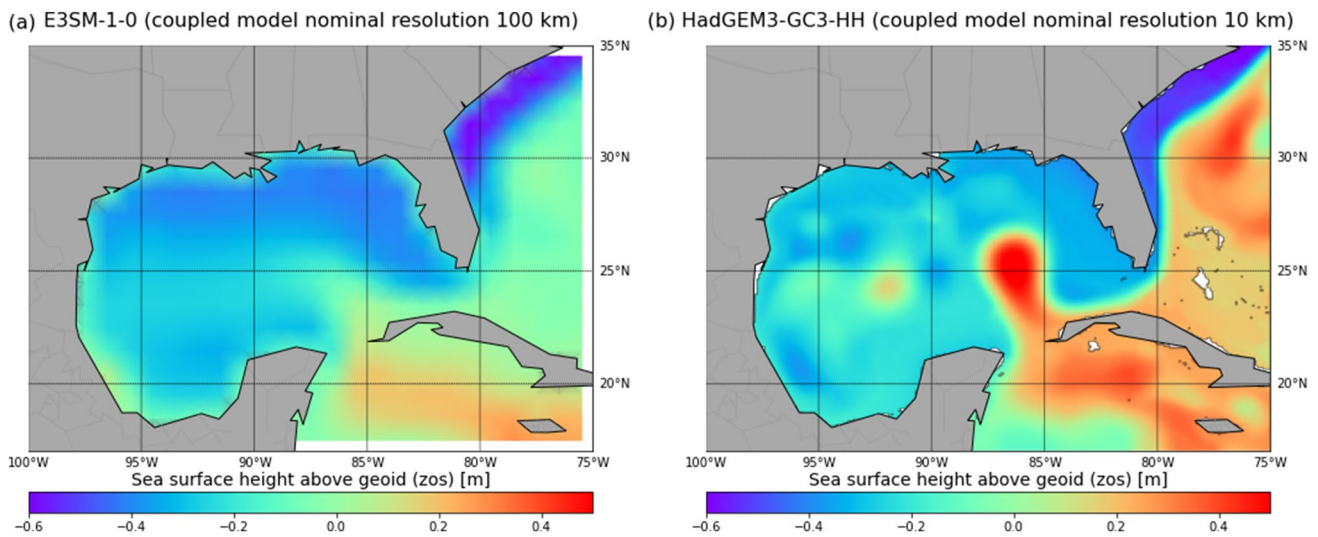 (a) E3SM-1-0 (coupled model nominal resolution 100 km)
35°N
30°N
25°N
20°N
100°W 95°W 90°W 85°W 80°W 75°W
Sea surface height above geoid (zos) [m]
−0.6 −0.4 −0.2 0.0 0.2 0.4
(b) HadGEM3-GC3-HH (coupled model nominal resolution 10 km)
35°N
30°N
25°N
20°N
100°W 95°W 90°W 85°W 80°W 75°W
Sea surface height above geoid (zos) [m]
−0.6 −0.4 −0.2 0.0 0.2 0.4